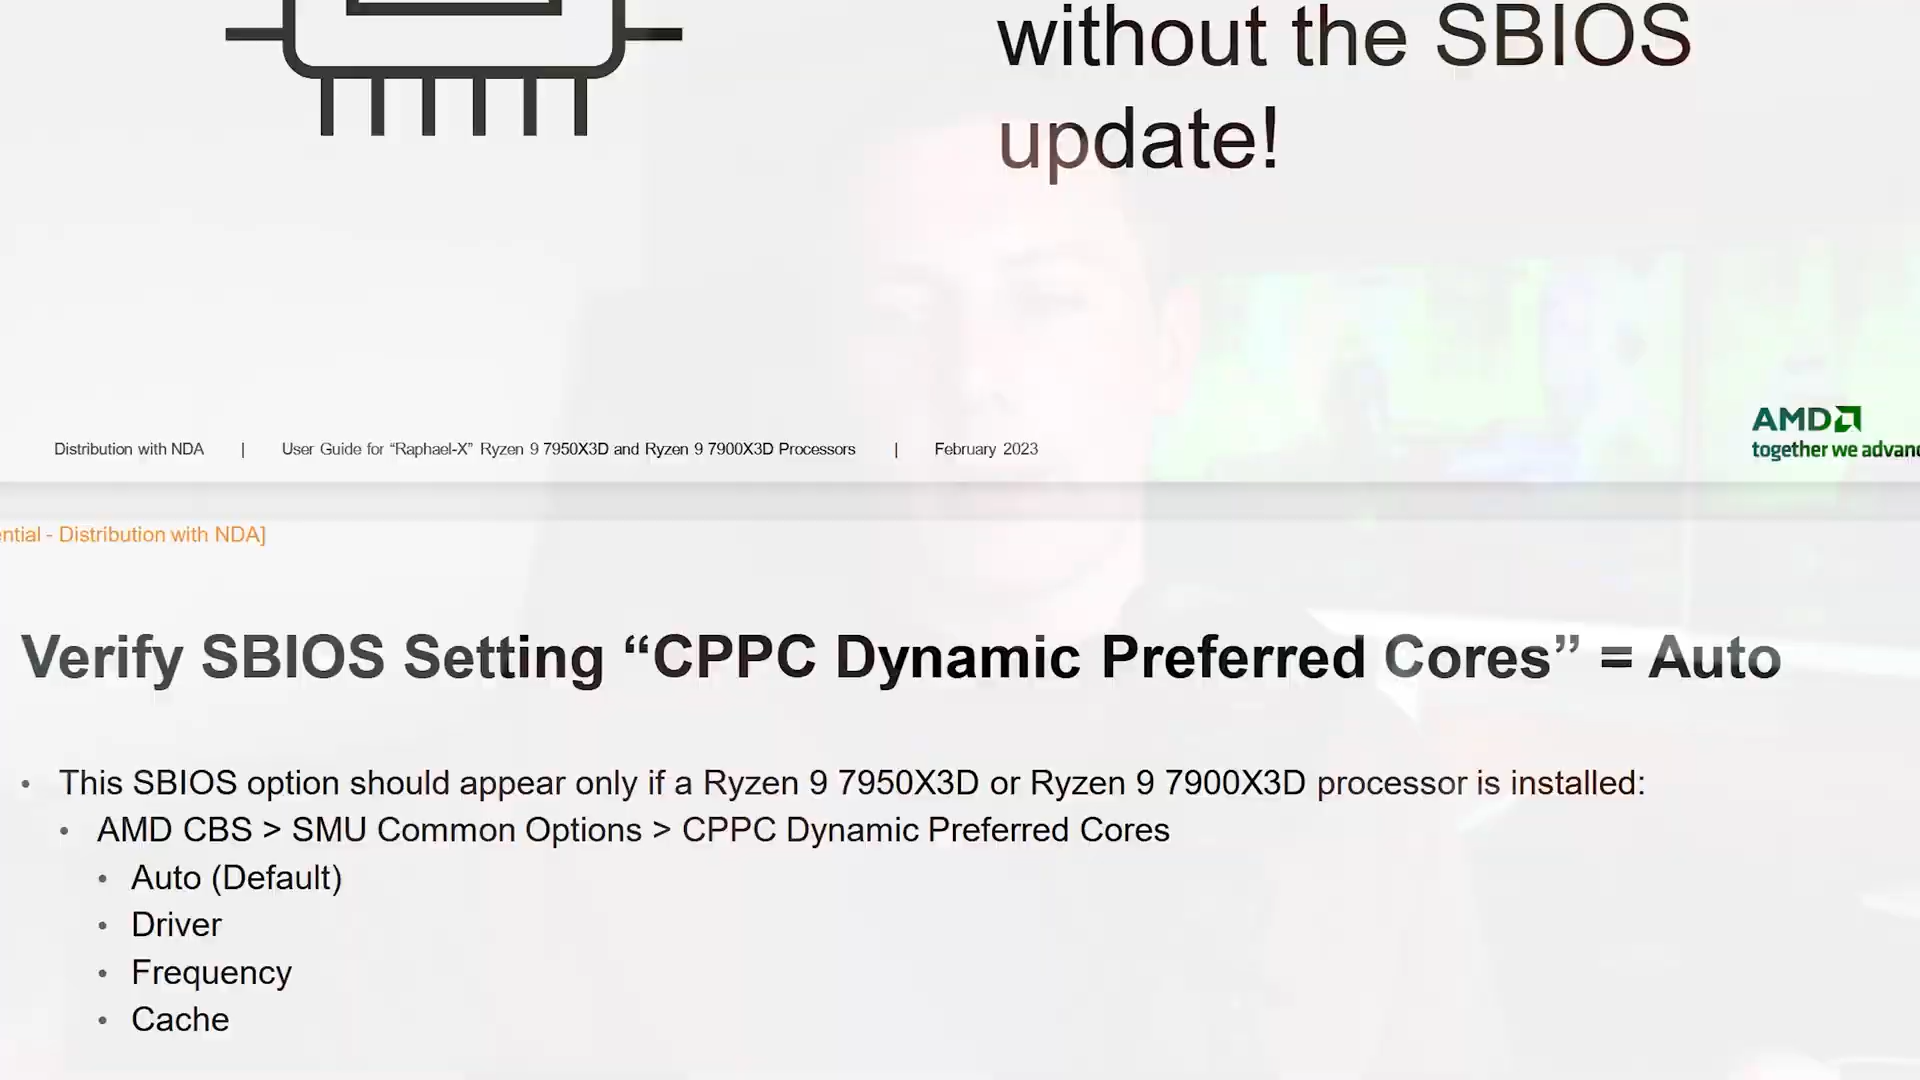 without the SBIOS
update!
Distribution with NDA | User Guide for “Raphael-X” Ryzen 9 7950X3D and Ryzen 9 7900X3D Processors | February 2023
AMD
together we advanc
ential - Distribution with NDA]
Verify SBIOS Setting “CPPC Dynamic Preferred Cores” = Auto
• This SBIOS option should appear only if a Ryzen 9 7950X3D or Ryzen 9 7900X3D processor is installed:
• AMD CBS > SMU Common Options > CPPC Dynamic Preferred Cores
• Auto (Default)
• Driver
• Frequency
• Cache